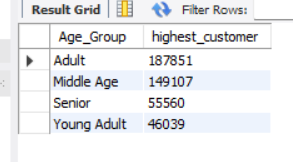 Result Grid Filter Rows:
Age_Group highest_customer
Adult 187851
Middle Age 149107
Senior 55560
Young Adult 46039